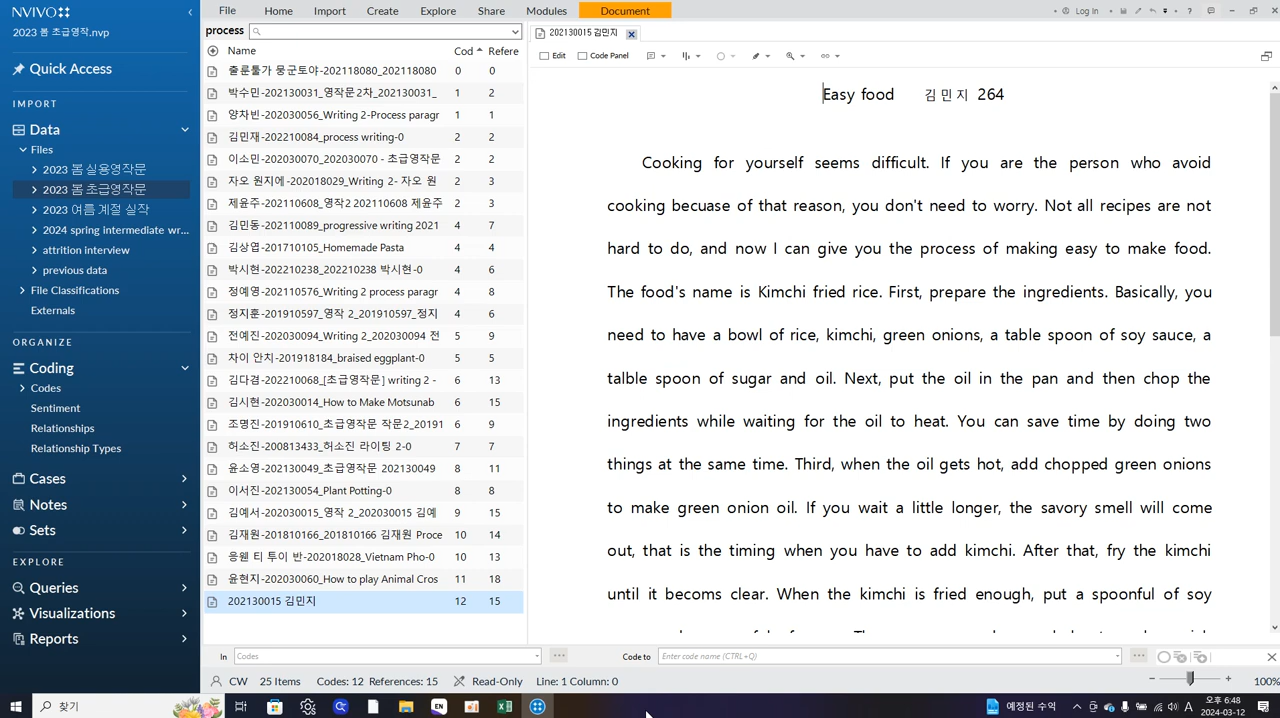 NVIVO
2023 봄 초급영작.nvp
Quick Access
IMPORT
Data
Files
2023 봄 실용영작문
2023 봄 초급영작문
2023 여름 계절 실작
2024 spring intermediate wr...
attrition interview
previous data
File Classifications
Externals
ORGANIZE
Coding
Codes
Sentiment
Relationships
Relationship Types
Cases
Notes
Sets
EXPLORE
Queries
Visualizations
Reports
File Home Import Create Explore Share Modules Document
Log In
process
Name Cod Refere
출룬툴가 뭉군토야-202118080_202118080 0 0
박수민-202130031_영작문2차_202130031_ 1 2
양차빈-202030056_Writing 2-Process paragr 1 1
김민재-202210084_process writing-0 2 2
이소민-202030070_202030070 - 초급영작문 2 2
자오 원지에-202018029_Writing 2- 자오 원 2 3
제윤주-202110608_영작2 202110608 제윤주 2 3
김민동-202110089_progressive writing 2021 4 7
김상엽-201710105_Homemade Pasta 4 4
박시현-202210238_202210238 박시현-0 4 6
정예영-202110576_Writing 2 process paragr 4 8
정지훈-201910597_영작 2_201910597_정지 4 6
전예진-202030094_Writing 2_202030094 전 5 9
차이 안치-201918184_braised eggplant-0 5 5
김다겸-202210068_[초급영작문] writing 2 - 6 13
김시현-202030014_How to Make Motsunab 6 15
조명진-201910610_초급영작문 작문2_20191 6 9
허소진-200813433_허소진 라이팅 2-0 7 7
윤소영-202130049_초급영작문 202130049 8 11
이서진-202130054_Plant Potting-0 8 8
김예서-202030015_영작 2_202030015 김예 9 15
김재원-201810166_201810166 김재원 Proce 10 14
응웬 티 투이 반-202018028_Vietnam Pho-0 10 13
윤현지-202030060_How to play Animal Cros 11 18
202130015 김민지 12 15
202130015 김민지
Edit Code Panel
Easy food 김 민 지 264
Cooking for yourself seems difficult. If you are the person who avoid
cooking becuase of that reason, you don't need to worry. Not all recipes are not
hard to do, and now I can give you the process of making easy to make food.
The food's name is Kimchi fried rice. First, prepare the ingredients. Basically, you
need to have a bowl of rice, kimchi, green onions, a table spoon of soy sauce, a
talble spoon of sugar and oil. Next, put the oil in the pan and then chop the
ingredients while waiting for the oil to heat. You can save time by doing two
things at the same time. Third, when the oil gets hot, add chopped green onions
to make green onion oil. If you wait a little longer, the savory smell will come
out, that is the timing when you have to add kimchi. After that, fry the kimchi
until it becoms clear. When the kimchi is fried enough, put a spoonful of soy
In Codes
Code to Enter code name (CTRL+Q)
CW 25 Items Codes: 12 References: 15 Read-Only Line: 1 Column: 0 100%
찾기
예정된 수익
A
오후 6:48
2024-03-12